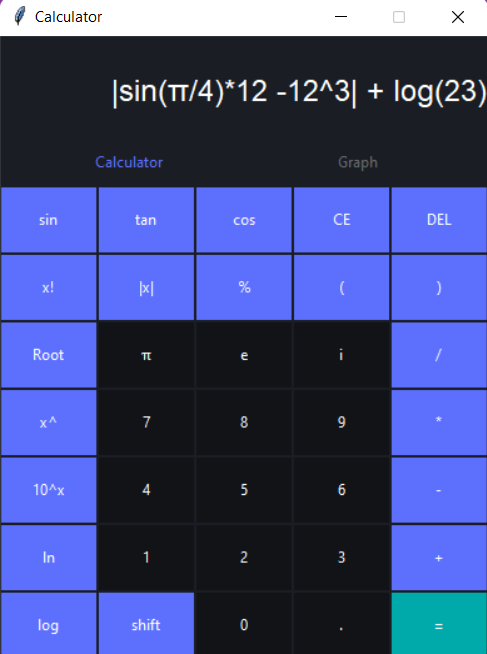 Calculator
|sin(π/4)*12 -12^3| + log(23)
Calculator Graph
sin tan cos CE DEL
x! |x| % ( )
Root π e i /
x^ 7 8 9 *
10^x 4 5 6 -
ln 1 2 3 +
log shift 0 . =